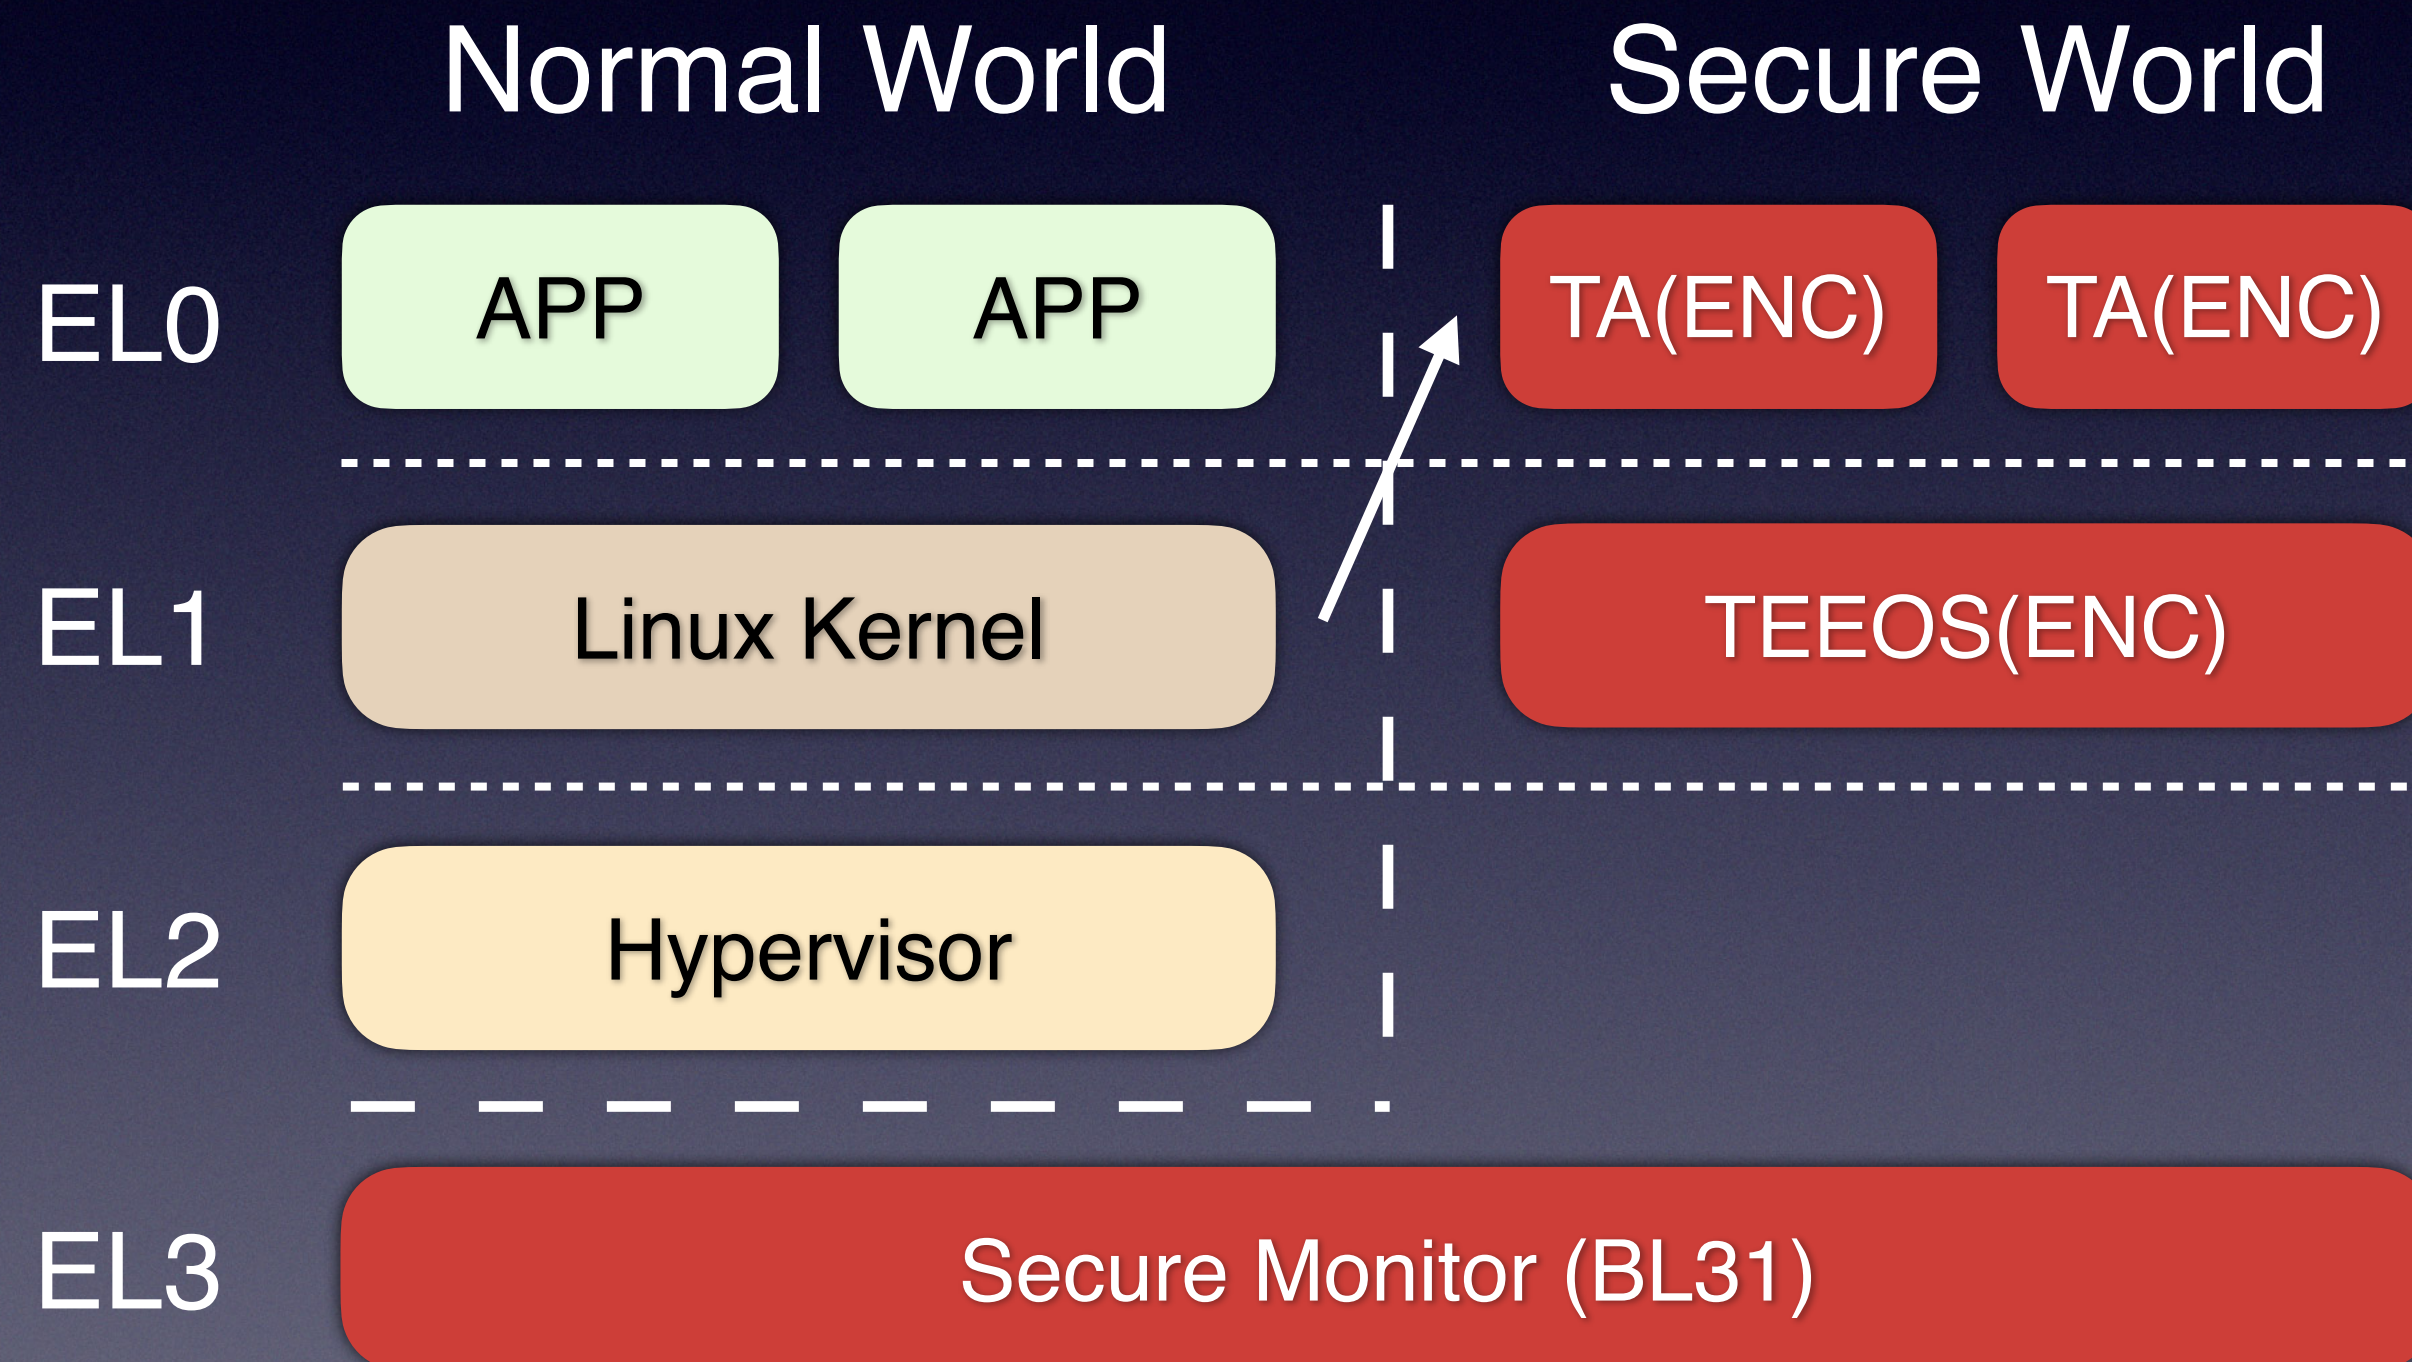 Normal World
Secure World
EL0
APP
APP
TA(ENC)
TA(ENC)
EL1
Linux Kernel
TEEOS(ENC)
EL2
Hypervisor
EL3
Secure Monitor (BL31)